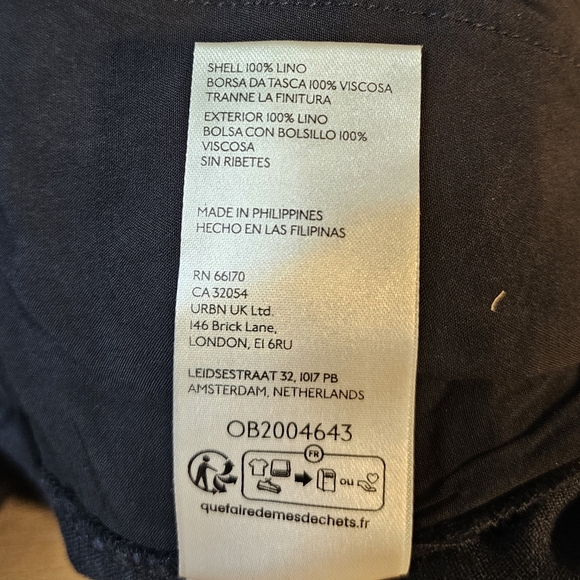 SHELL 100% LINO
BORSA DA TASCA 100% VISCOSA
TRANNE LA FINITURA
EXTERIOR 100% LINO
BOLSA CON BOLSILLO 100%
VISCOSA
SIN RIBETES
MADE IN PHILIPPINES
HECHO EN LAS FILIPINAS
RN 66170
CA 32054
URBN UK Ltd.
146 Brick Lane,
LONDON, E1 6RU
LEIDSESTRAAT 32, 1017 PB
AMSTERDAM, NETHERLANDS
OB2004643
FR
ou
quefairedemesdechets.fr